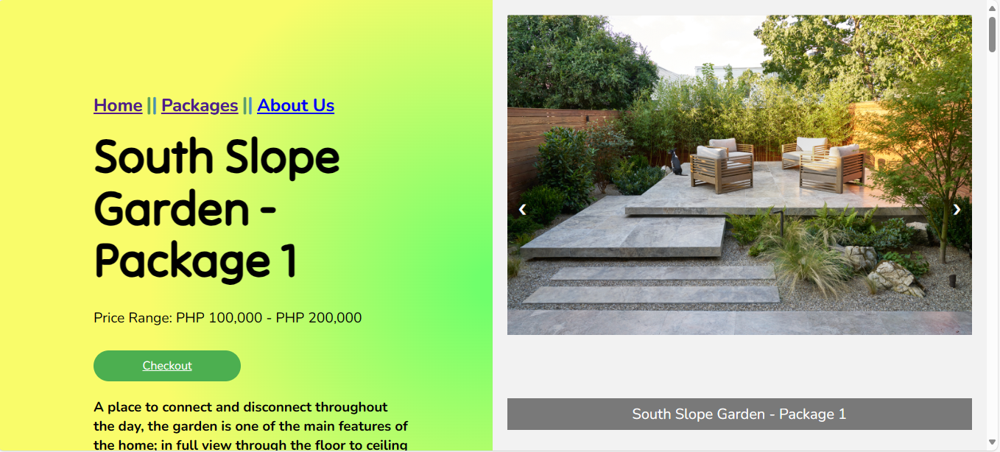 Home || Packages || About Us
South Slope
Garden -
Package 1
Price Range: PHP 100,000 - PHP 200,000
Checkout
A place to connect and disconnect throughout
the day, the garden is one of the main features of
the home; in full view through the floor to ceiling
❮ ❯
South Slope Garden - Package 1